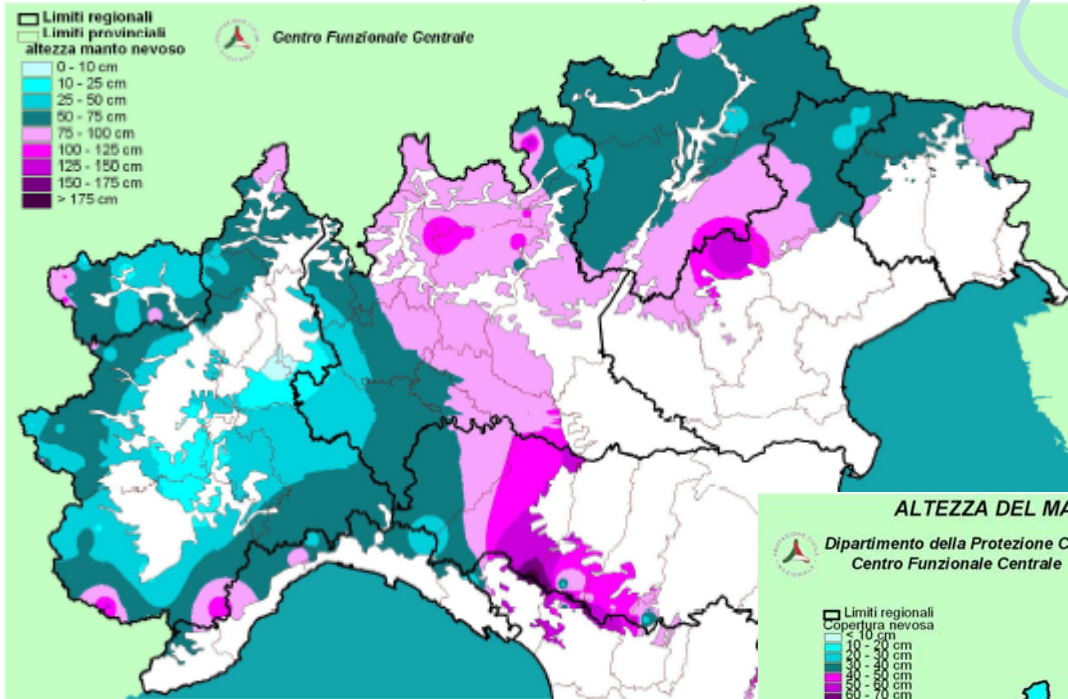 Limiti regionali
Limiti provinciali
altezza manto nevoso
0 - 10 cm
10 - 25 cm
25 - 50 cm
50 - 75 cm
75 - 100 cm
100 - 125 cm
125 - 150 cm
150 - 175 cm
> 175 cm
Centro Funzionale Centrale
ALTEZZA DEL MA
Dipartimento della Protezione C
Centro Funzionale Centrale
Limiti regionali
Copertura nevosa
< 10 cm
10 - 20 cm
20 - 30 cm
30 - 40 cm
40 - 50 cm
50 - 60 cm
60 - 70 cm